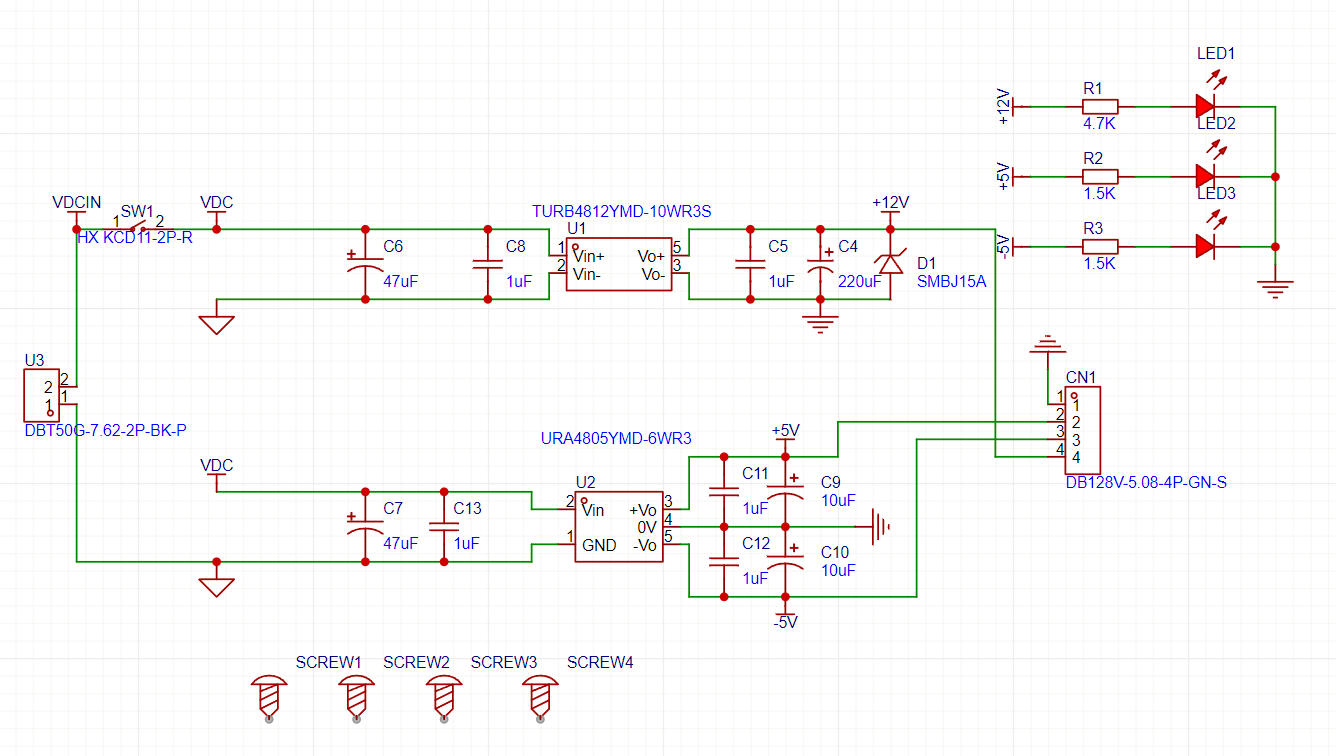 LED1
+12V
R1
4.7K
LED2
+5V
R2
1.5K
LED3
-5V
R3
1.5K
VDCIN
SW1
1
2
HX KCD11-2P-R
VDC
C6
47uF
C8
1uF
TURB4812YMD-10WR3S
U1
1
2
Vin+
Vin-
Vo+
Vo-
5
3
C5
1uF
C4
220uF
+12V
D1
SMBJ15A
U3
2
1
2
1
DBT50G-7.62-2P-BK-P
CN1
1
2
3
4
1
2
3
4
DB128V-5.08-4P-GN-S
VDC
C7
47uF
C13
1uF
URA4805YMD-6WR3
U2
2
1
Vin
GND
+Vo
0V
-Vo
3
4
5
+5V
C11
1uF
C9
10uF
C12
1uF
C10
10uF
-5V
SCREW1
SCREW2
SCREW3
SCREW4